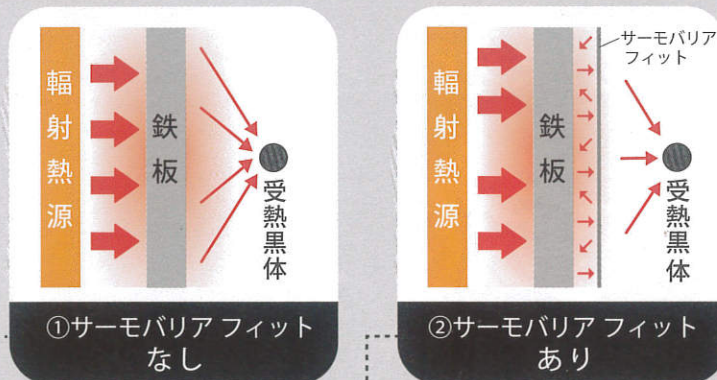 輻射熱源
鉄板
受熱黒体
①サーモバリア フィット
なし
輻射熱源
鉄板
サーモバリア
フィット
受熱黒体
②サーモバリア フィット
あり